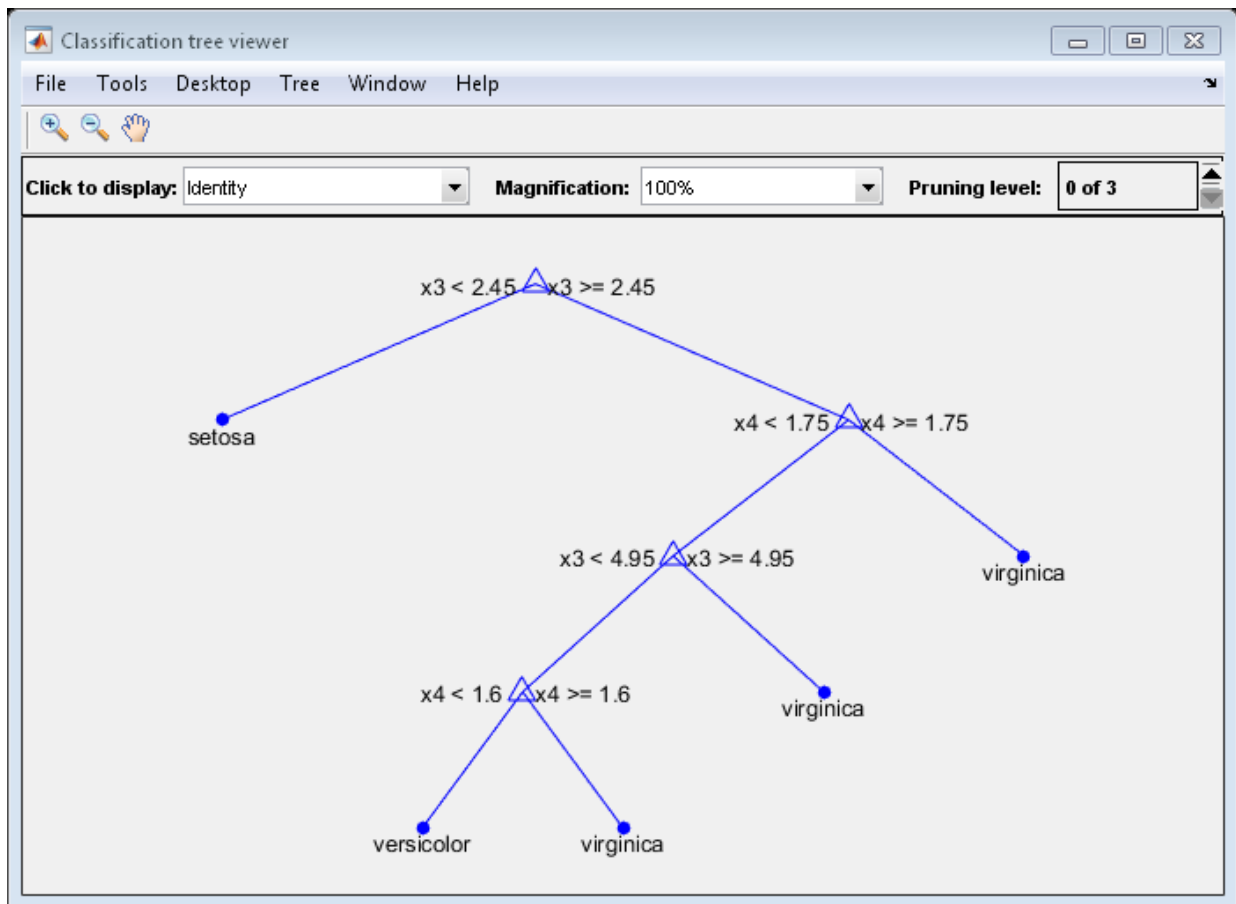 Classification tree viewer
File Tools Desktop Tree Window Help
Click to display: Identity Magnification: 100% Pruning level: 0 of 3
x3 < 2.45 x3 >= 2.45
setosa
x4 < 1.75 x4 >= 1.75
x3 < 4.95 x3 >= 4.95
virginica
x4 < 1.6 x4 >= 1.6
virginica
versicolor virginica